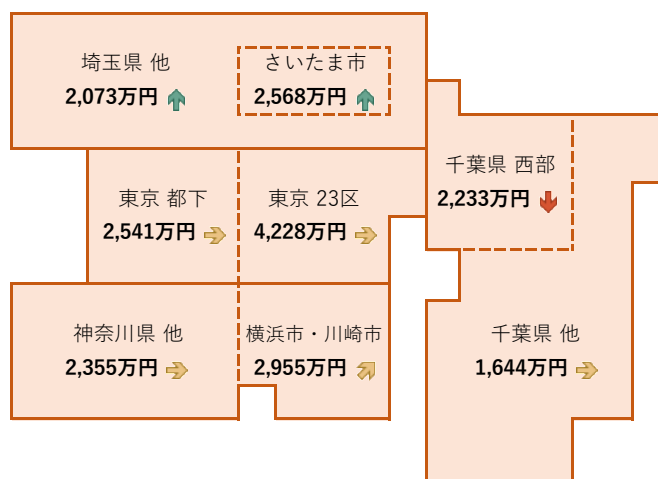 埼玉県 他
2,073万円
さいたま市
2,568万円
千葉県 西部
2,233万円
東京 都下
2,541万円
東京 23区
4,228万円
神奈川県 他
2,355万円
横浜市・川崎市
2,955万円
千葉県 他
1,644万円